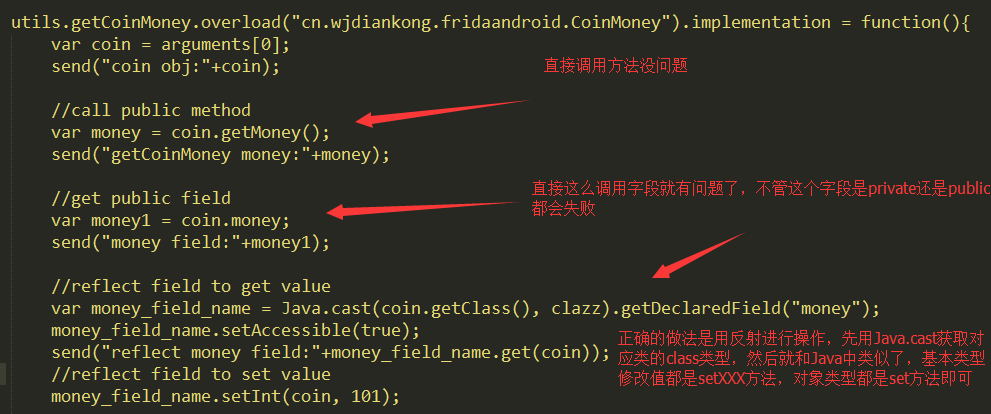 utils.getCoinMoney.overload("cn.wjdiankong.fridaandroid.CoinMoney").implementation = function(){
var coin = arguments[0];
send("coin obj:"+coin);
直接调用方法没问题
//call public method
var money = coin.getMoney();
send("getCoinMoney money:"+money);
直接这么调用字段就有问题了，不管这个字段是private还是public
都会失败
//get public field
var money1 = coin.money;
send("money field:"+money1);
//reflect field to get value
var money_field_name = Java.cast(coin.getClass(), clazz).getDeclaredField("money");
money_field_name.setAccessible(true);
send("reflect money field:"+money_field_name.get(coin));
//reflect field to set value
money_field_name.setInt(coin, 101);
正确的做法是用反射进行操作，先用Java.cast获取对
应类的class类型，然后就和Java中类似了，基本类型
修改值都是setXXX方法，对象类型都是set方法即可